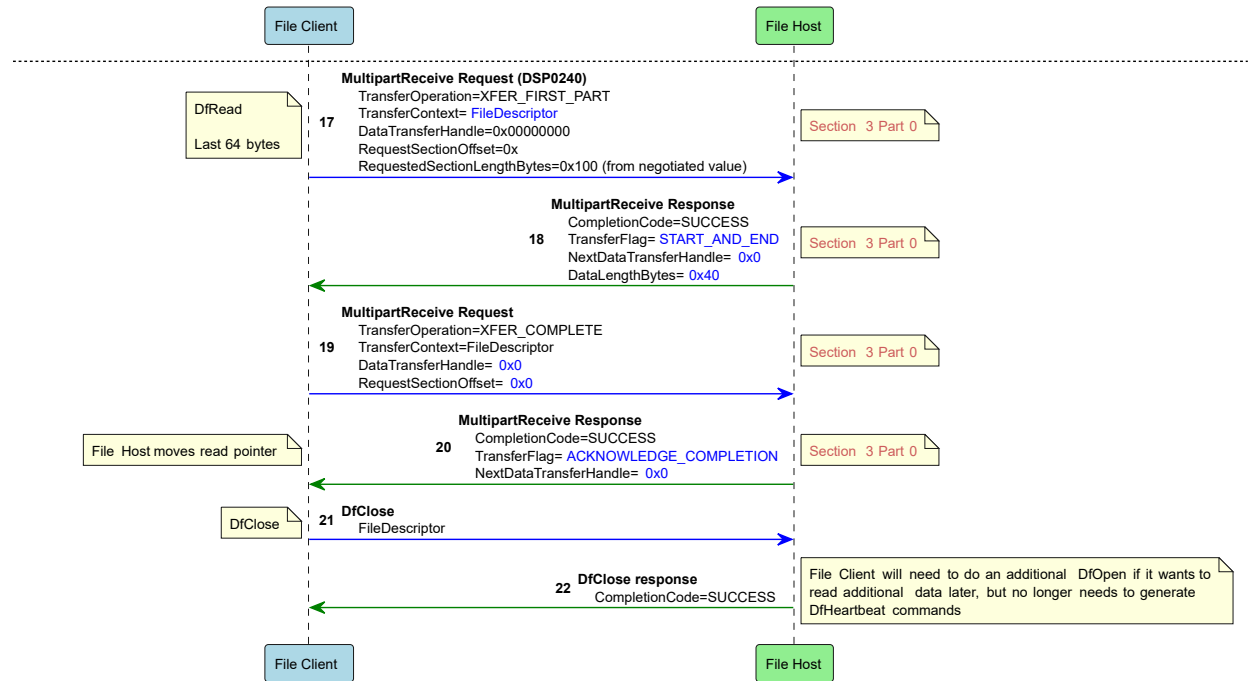 File Client
File Host
MultipartReceive Request (DSP0240)
DfRead
Last 64 bytes
17
TransferOperation=XFER_FIRST_PART
TransferContext= FileDescriptor
DataTransferHandle=0x00000000
RequestSectionOffset=0x
RequestedSectionLengthBytes=0x100 (from negotiated value)
Section 3 Part 0
MultipartReceive Response
18
CompletionCode=SUCCESS
TransferFlag= START_AND_END
NextDataTransferHandle= 0x0
DataLengthBytes= 0x40
Section 3 Part 0
MultipartReceive Request
19
TransferOperation=XFER_COMPLETE
TransferContext=FileDescriptor
DataTransferHandle= 0x0
RequestSectionOffset= 0x0
Section 3 Part 0
MultipartReceive Response
File Host moves read pointer
20
CompletionCode=SUCCESS
TransferFlag= ACKNOWLEDGE_COMPLETION
NextDataTransferHandle= 0x0
Section 3 Part 0
DfClose
21
DfClose
FileDescriptor
22
DfClose response
CompletionCode=SUCCESS
File Client will need to do an additional DfOpen if it wants to
read additional data later, but no longer needs to generate
DfHeartbeat commands
File Client
File Host